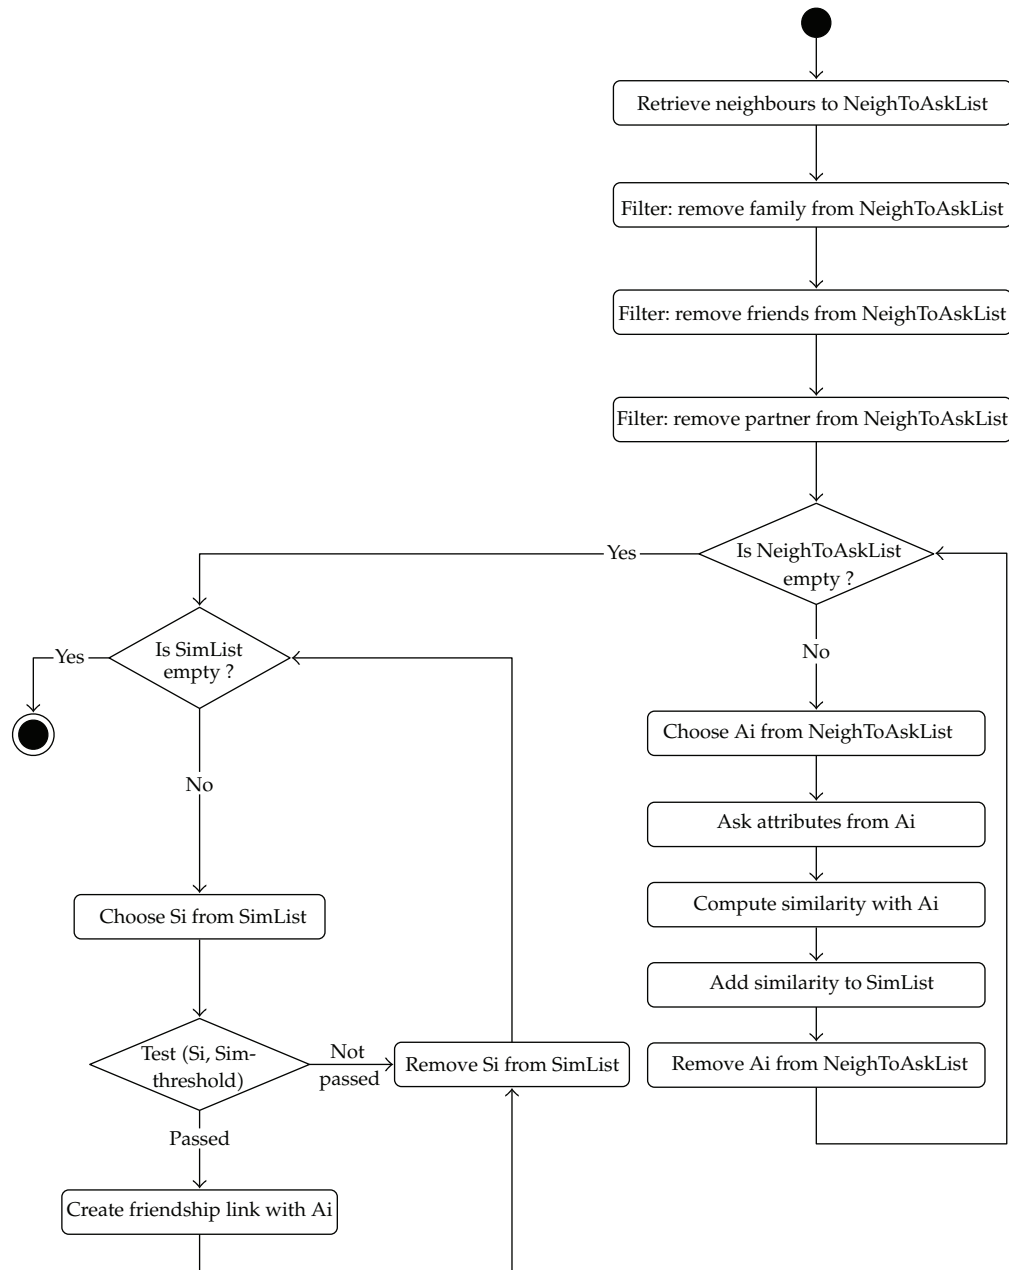 Retrieve neighbours to NeighToAskList
Filter: remove family from NeighToAskList
Filter: remove friends from NeighToAskList
Filter: remove partner from NeighToAskList
Is NeighToAskList
empty ?
Yes
No
Is SimList
empty ?
Yes
No
Choose Ai from NeighToAskList
Ask attributes from Ai
Compute similarity with Ai
Add similarity to SimList
Remove Ai from NeighToAskList
Choose Si from SimList
Test (Si, Sim-
threshold)
Not
passed
Remove Si from SimList
Passed
Create friendship link with Ai